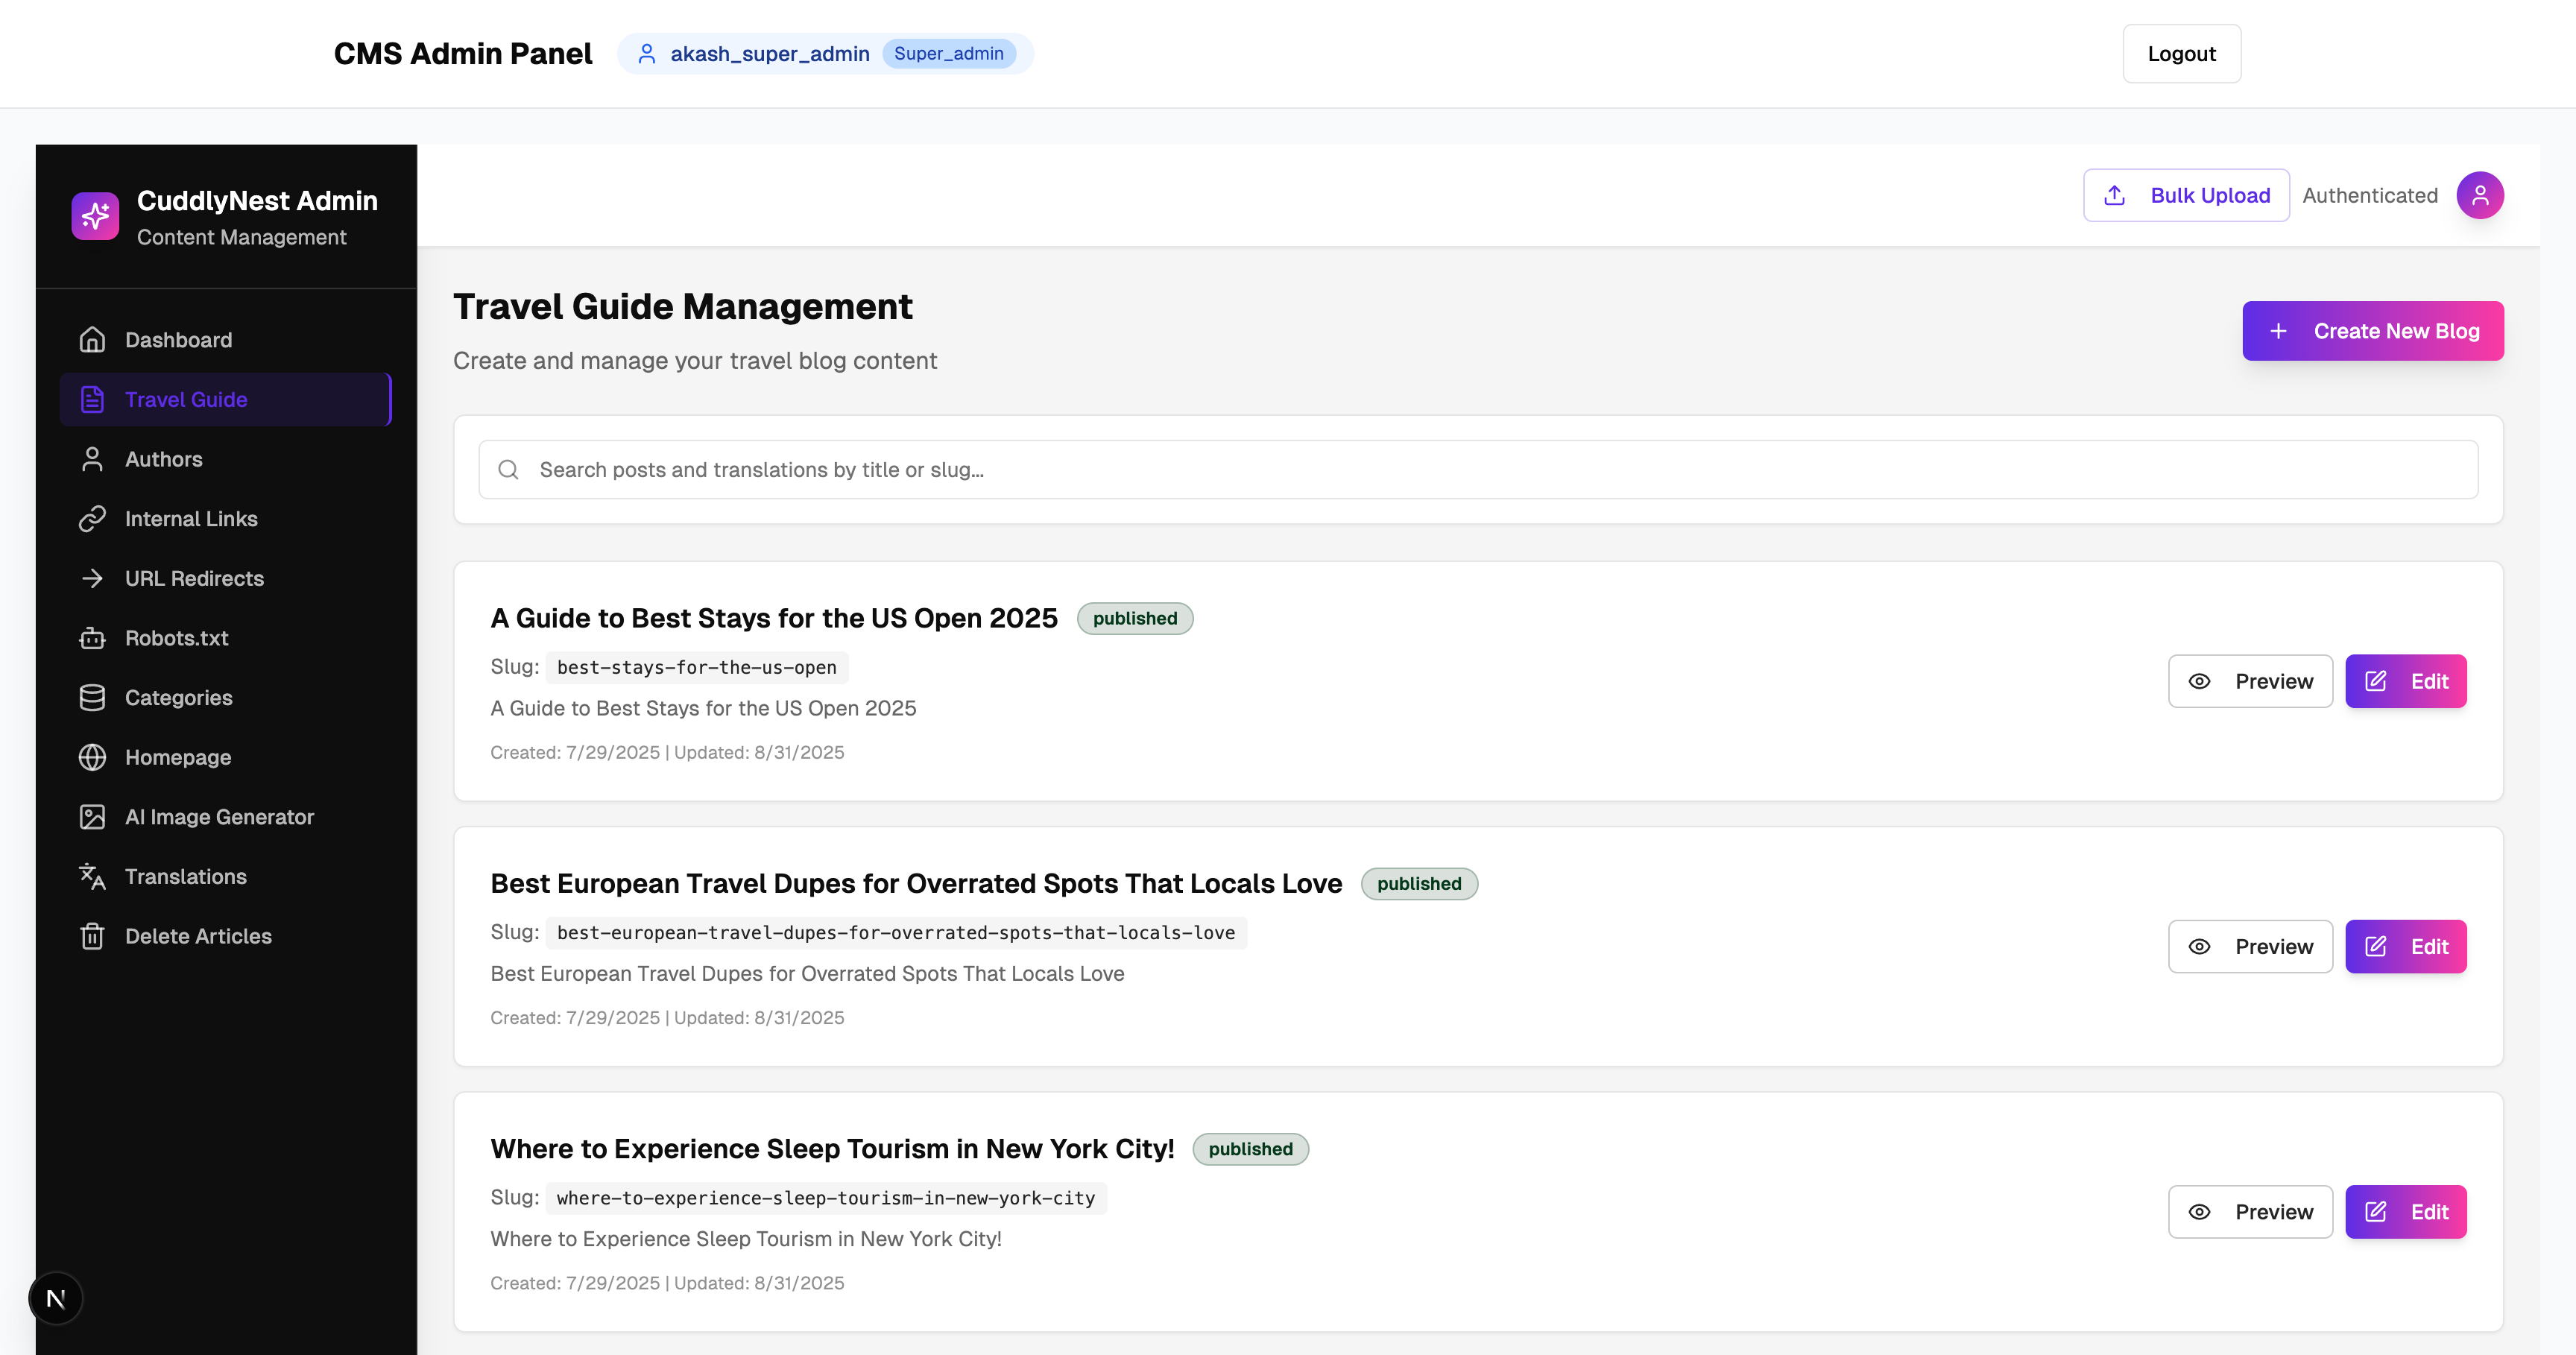 CMS Admin Panel akash_super_admin Super_admin Logout
CuddlyNest Admin
Content Management
Dashboard
Travel Guide
Authors
Internal Links
URL Redirects
Robots.txt
Categories
Homepage
AI Image Generator
Translations
Delete Articles
N
Bulk Upload Authenticated
Travel Guide Management
Create and manage your travel blog content
Create New Blog
Search posts and translations by title or slug...
A Guide to Best Stays for the US Open 2025 published
Slug: best-stays-for-the-us-open
A Guide to Best Stays for the US Open 2025
Created: 7/29/2025 | Updated: 8/31/2025
Preview Edit
Best European Travel Dupes for Overrated Spots That Locals Love published
Slug: best-european-travel-dupes-for-overrated-spots-that-locals-love
Best European Travel Dupes for Overrated Spots That Locals Love
Created: 7/29/2025 | Updated: 8/31/2025
Preview Edit
Where to Experience Sleep Tourism in New York City! published
Slug: where-to-experience-sleep-tourism-in-new-york-city
Where to Experience Sleep Tourism in New York City!
Created: 7/29/2025 | Updated: 8/31/2025
Preview Edit